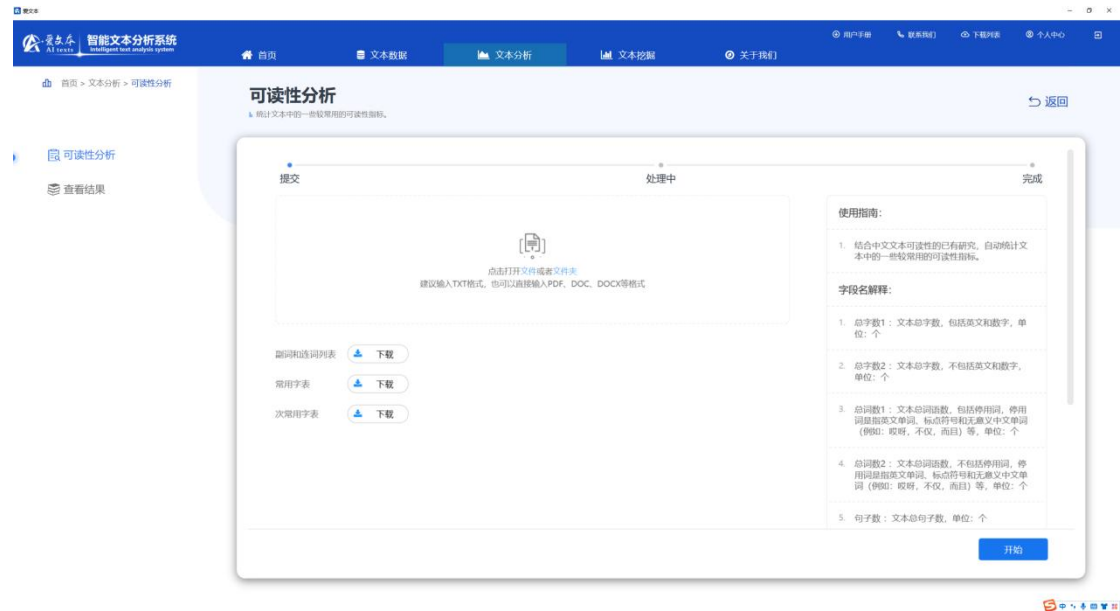 爱文本
爱文本
AI tests
智能文本分析系统
Intelligent text analysis system
首页
文本数据
文本分析
文本挖掘
关于我们
用户手册
联系我们
下载列表
个人中心
首页 > 文本分析 > 可读性分析
可读性分析
统计文本中的一些较常用的可读性指标。
返回
可读性分析
查看结果
提交
处理中
完成
点击打开文件或者文件夹
建议输入TXT格式，也可以直接输入PDF、DOC、DOCX等格式
副词和连词列表
下载
常用字表
下载
次常用字表
下载
使用指南：
1. 结合中文文本可读性的已有研究，自动统计文
本中的一些较常用的可读性指标。
字段名解释：
1. 总字数1：文本总字数，包括英文和数字，单
位：个
2. 总字数2：文本总字数，不包括英文和数字，
单位：个
3. 总词数1：文本总词语数，包括停用词，停用
词是指英文单词、标点符号和无意义中文单词
（例如：哎呀，不仅，而且）等，单位：个
4. 总词数2：文本总词语数，不包括停用词，停
用词是指英文单词、标点符号和无意义中文单
词（例如：哎呀，不仅，而且）等，单位：个
5. 句子数：文本总句子数，单位：个
开始
中